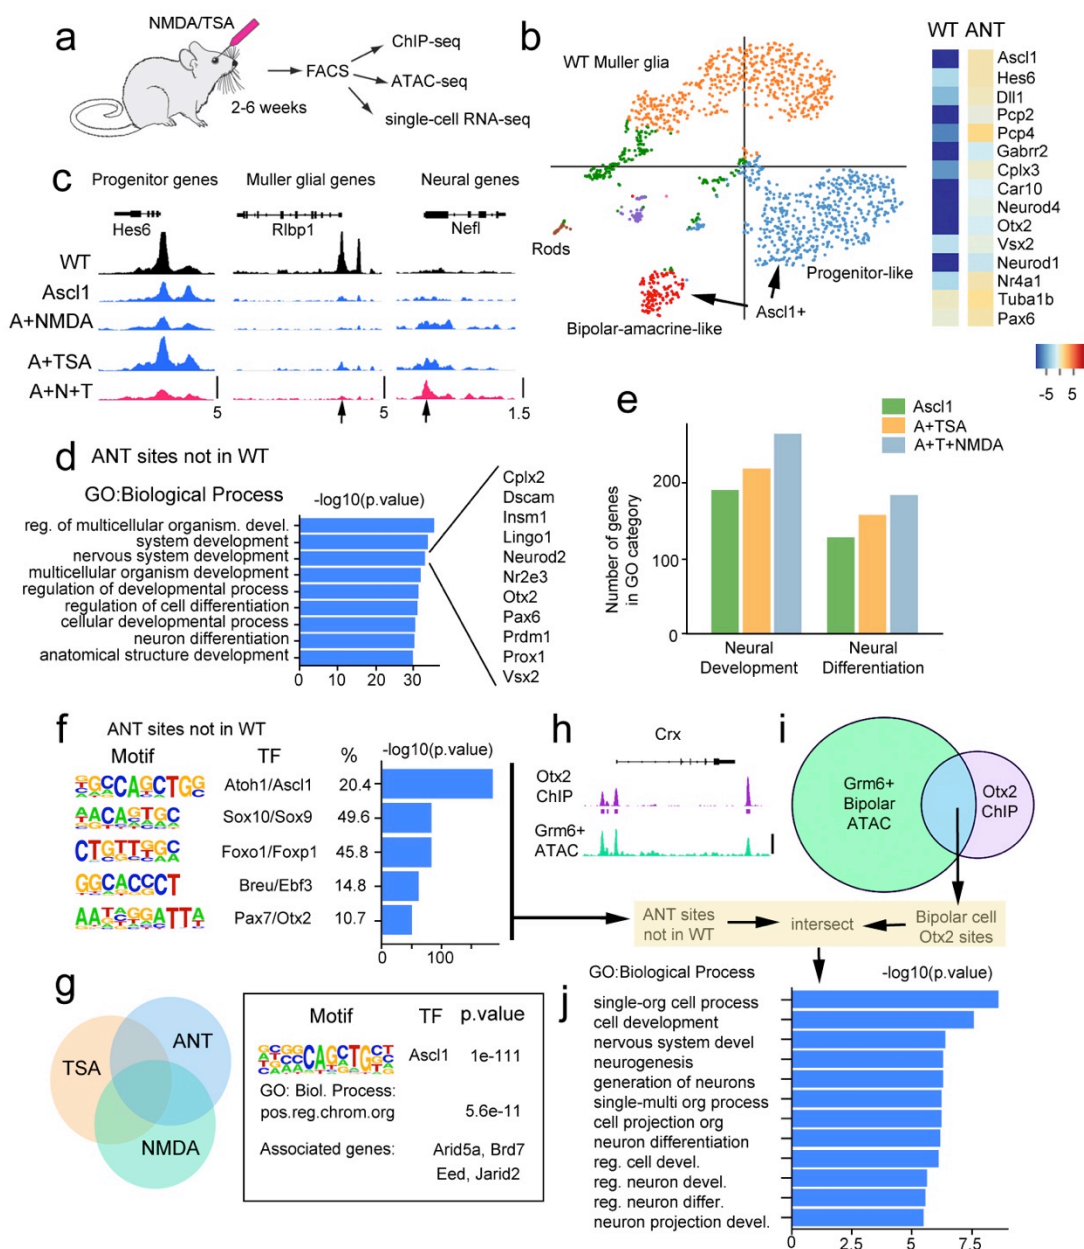 a
NMDA/TSA
2-6 weeks
FACS
ChIP-seq
ATAC-seq
single-cell RNA-seq
b
WT Muller glia
Rods
Bipolar-amacrine-like
Ascl1+
Progenitor-like
WT ANT
Ascl1
Hes6
Dll1
Pcp2
Pcp4
Gabrr2
Cplx3
Car10
Neurod4
Otx2
Vsx2
Neurod1
Nr4a1
Tuba1b
Pax6
-5 5
c
Progenitor genes Muller glial genes Neural genes
Hes6 Rlbp1 Nefl
WT
Ascl1
A+NMDA
A+TSA
A+N+T
5 5 1.5
d ANT sites not in WT
GO:Biological Process -log10(p.value)
reg. of multicellular organism. devel.
system development
nervous system development
multicellular organism development
regulation of developmental process
regulation of cell differentiation
cellular developmental process
neuron differentiation
anatomical structure development
0 10 20 30
Cplx2
Dscam
Insm1
Lingo1
Neurod2
Nr2e3
Otx2
Pax6
Prdm1
Prox1
Vsx2
e
Ascl1
A+TSA
A+T+NMDA
Number of genes
in GO category
200
100
0
Neural
Development
Neural
Differentiation
f ANT sites not in WT
Motif TF % -log10(p.value)
Atoh1/Ascl1 20.4
Sox10/Sox9 49.6
Foxo1/Foxp1 45.8
Breu/Ebf3 14.8
Pax7/Otx2 10.7
0 100
g
TSA
ANT
NMDA
Motif TF p.value
Ascl1 1e-111
GO: Biol. Process:
pos.reg.chrom.org 5.6e-11
Associated genes: Arid5a, Brd7
Eed, Jarid2
h
Crx
Otx2
ChIP
Grm6+
ATAC
i
Grm6+
Bipolar
ATAC
Otx2
ChIP
ANT sites
not in WT
intersect
Bipolar cell
Otx2 sites
j
GO:Biological Process -log10(p.value)
single-org cell process
cell development
nervous system devel
neurogenesis
generation of neurons
single-multi org process
cell projection org
neuron differentiation
reg. cell devel.
reg. neuron devel.
reg. neuron differ.
neuron projection devel.
0 2.5 5 7.5